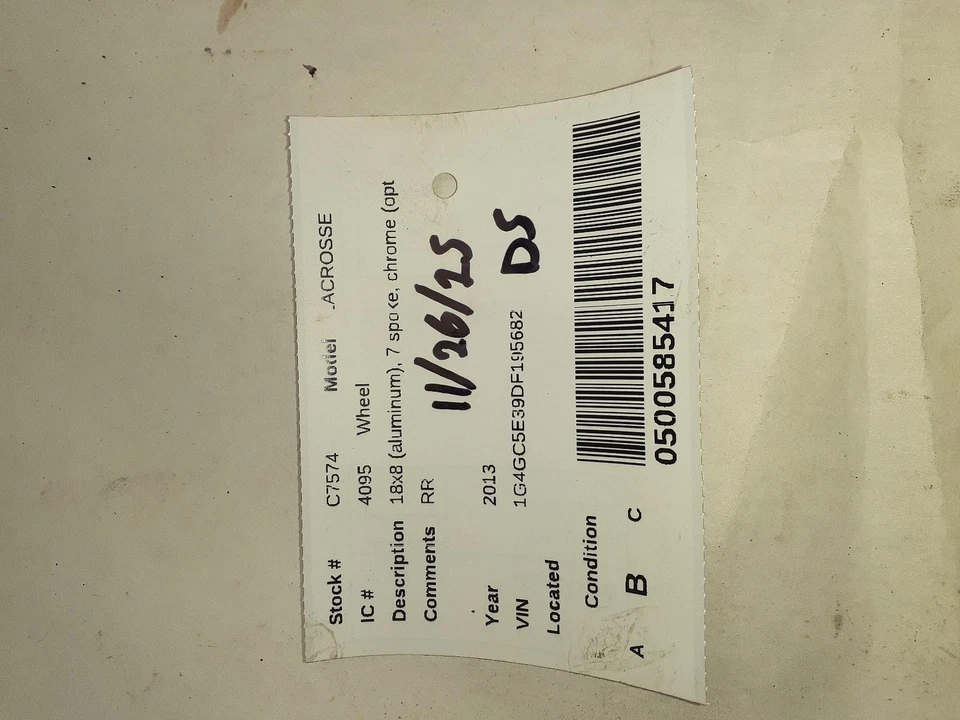 Stock # C7574 Model LACROSSE
IC # 4095 Wheel
Description 18x8 (aluminum), 7 spoke, chrome (opt
Comments RR
11/26/25
Year 2013
VIN 1G4GC5E39DF195682
DS
Located
Condition
A B C
0500585417